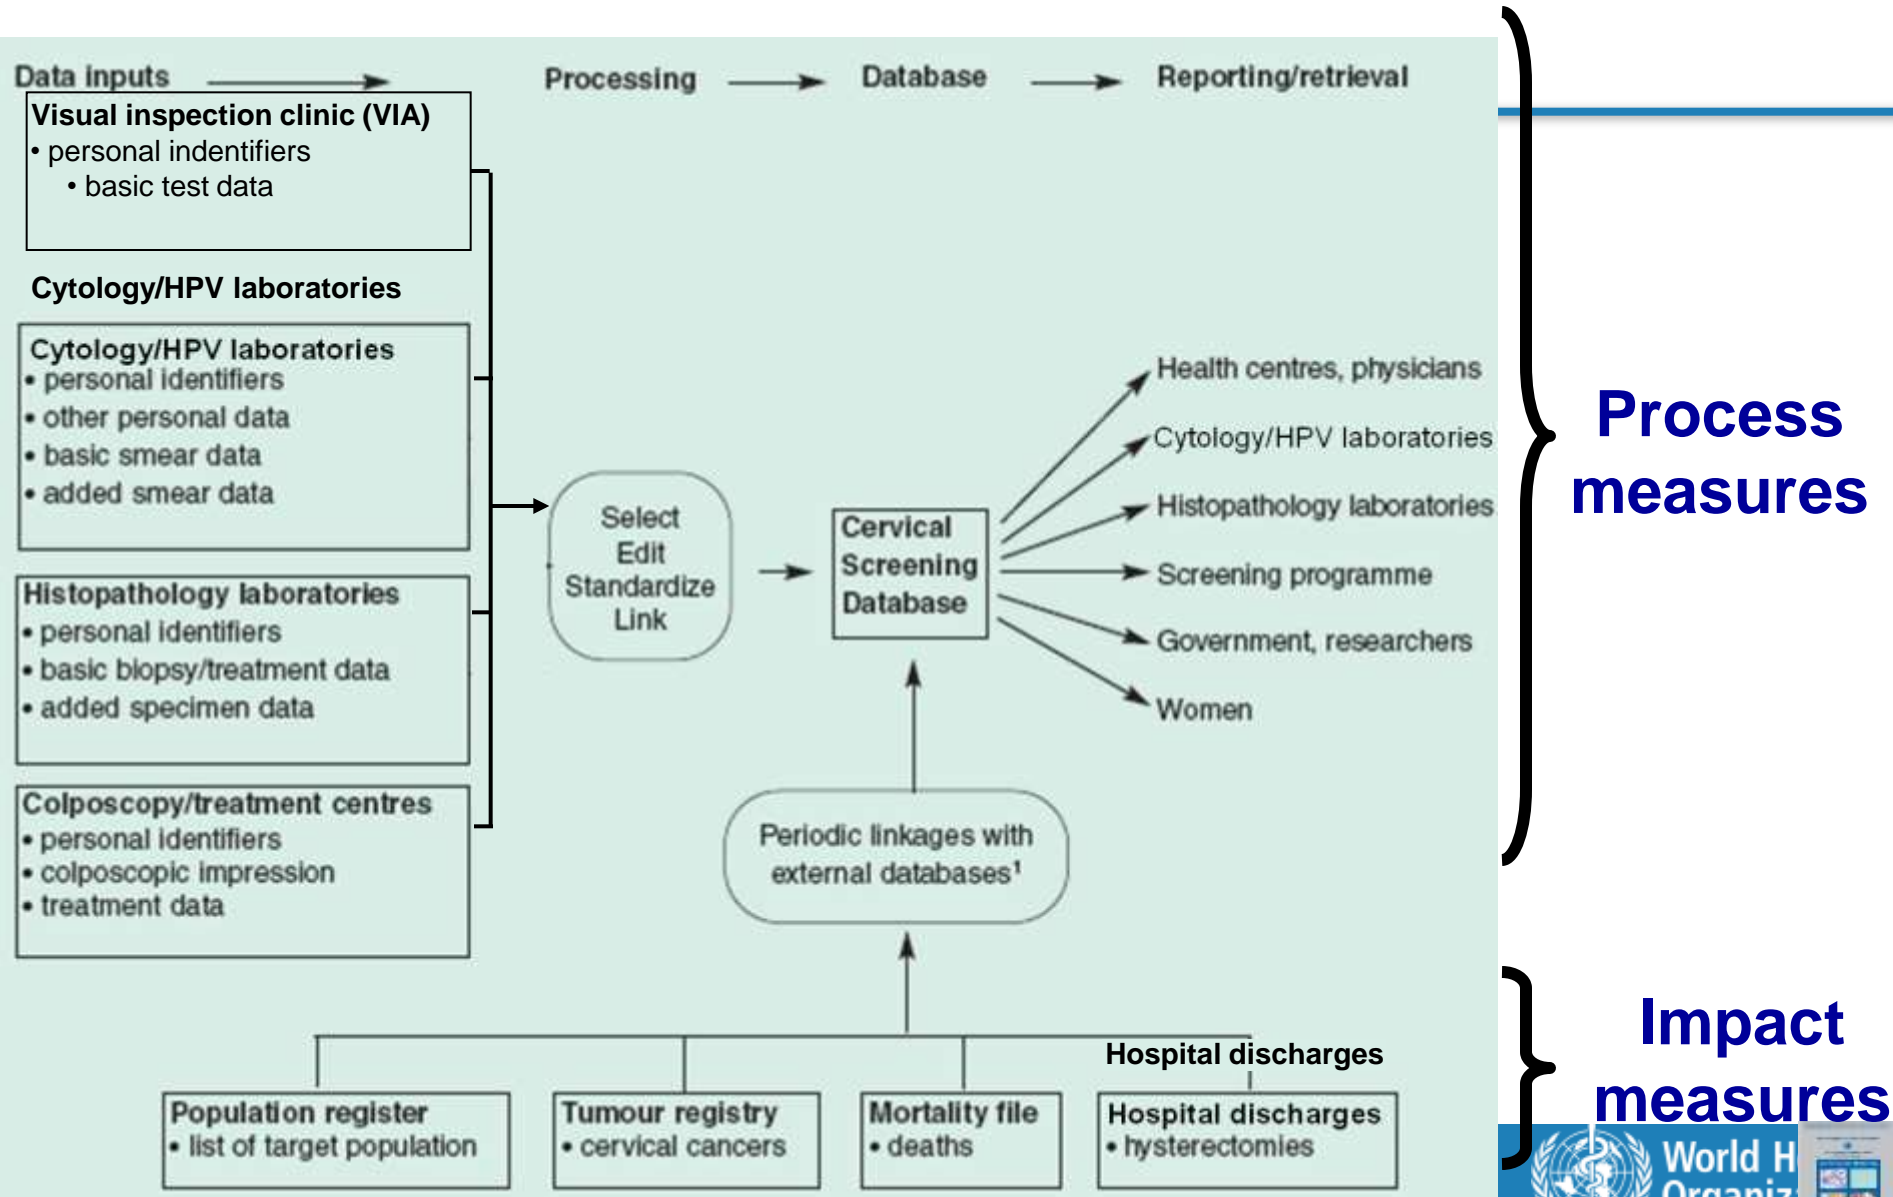 Data inputs
Processing
Database
Reporting/retrieval
Visual inspection clinic (VIA)
• personal indentifiers
• basic test data
Cytology/HPV laboratories
Cytology/HPV laboratories
• personal identifiers
• other personal data
• basic smear data
• added smear data
Histopathology laboratories
• personal identifiers
• basic biopsy/treatment data
• added specimen data
Colposcopy/treatment centres
• personal identifiers
• colposcopic impression
• treatment data
Select
Edit
Standardize
Link
Cervical
Screening
Database
Health centres, physicians
Cytology/HPV laboratories
Histopathology laboratories
Screening programme
Government, researchers
Women
Periodic linkages with
external databases¹
Process
measures
Hospital discharges
Population register
• list of target population
Tumour registry
• cervical cancers
Mortality file
• deaths
Hospital discharges
• hysterectomies
Impact
measures
World H
Organiza